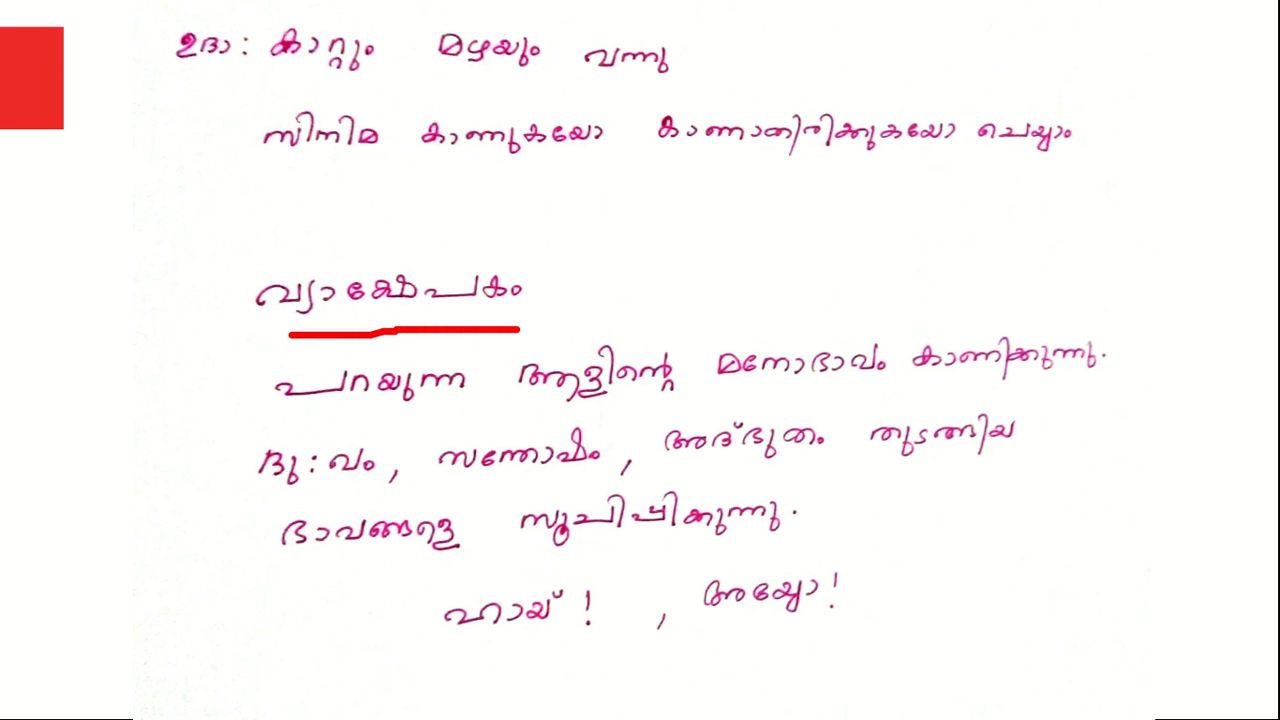 ഉദാ: കാറ്റും മഴയും വന്നു
സിനിമ കാണുകയോ കാണാതിരിക്കുകയോ ചെയ്യാം
വ്യാക്ഷേപകം
പറയുന്ന ആളിന്റെ മനോഭാവം കാണിക്കുന്നു.
ദു:ഖം, സന്തോഷം, അദ്ഭുതം തുടങ്ങിയ
ഭാവങ്ങളെ സൂചിപ്പിക്കുന്നു.
ഹായ്! , അയ്യോ!